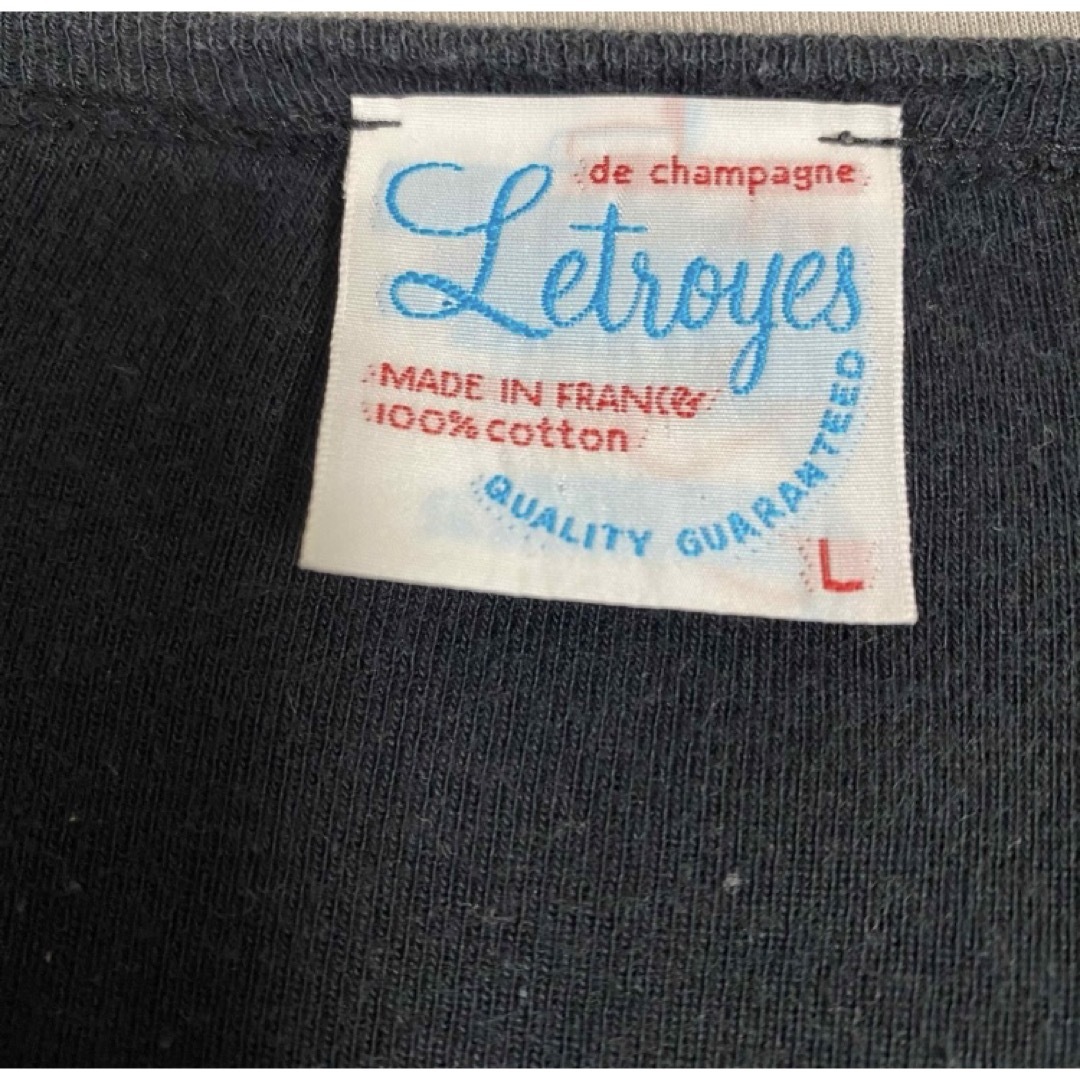 de champagne
Letroyes
MADE IN FRANCE
100% cotton
QUALITY GUARANTEED
L